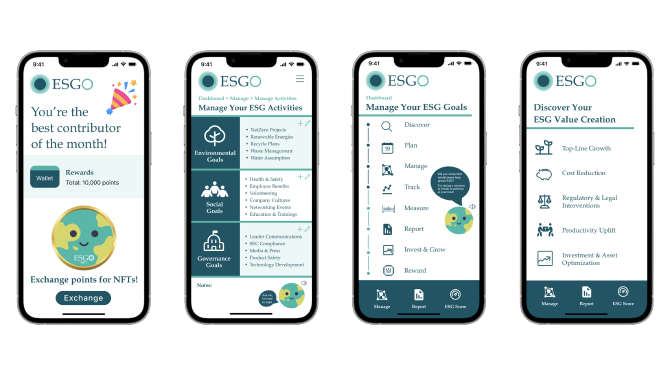 9:41
ESGO
You're the
best contributor
of the month!
Wallet
Rewards
Total: 10,000 points
ESGO
Exchange points for NFTs!
Exchange
9:41
ESGO
Dashboard > Manage > Manage Activities
Manage Your ESG Activities
Environmental
Goals
• NetZero Projects
• Renewable Energies
• Recycle Plans
• Waste Management
• Water Assumption
Social
Goals
• Health & Safety
• Employee Benefits
• Volunteering
• Company Cultures
• Networking Events
• Education & Trainings
Governance
Goals
• Leader Communications
• SEC Compliance
• Media & Press
• Product Safety
• Technology Development
Notes:
9:41
ESGO
Dashboard
Manage Your ESG Goals
Discover
Plan
19
Manage
Track
Measure
Report
Invest & Grow
Reward
Manage
Report
ESG Score
9:41
ESGO
Discover Your
ESG Value Creation
Top-Line Growth
Cost Reduction
Regulatory & Legal
Interventions
Productivity Uplift
Investment & Asset
Optimization
Manage
Report
ESG Score